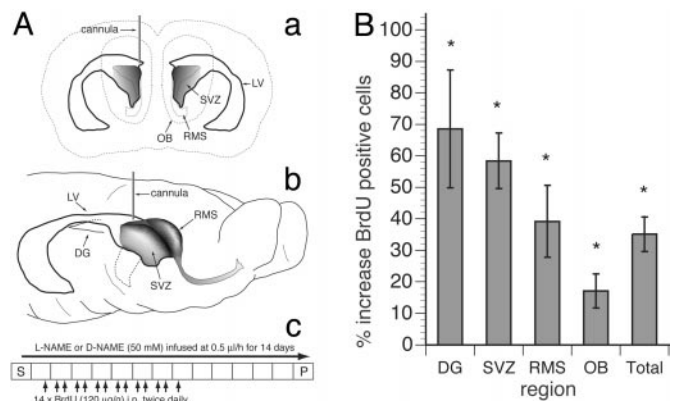 A
a
cannula
LV
SVZ
OB
RMS
b
cannula
LV
RMS
DG
SVZ
c
L-NAME or D-NAME (50 mM) infused at 0.5 µl/h for 14 days
S
P
14 x BrdU (120 µg/g) i.p. twice daily
B
% increase BrdU positive cells
100
90
80
70
60
50
40
30
20
10
0
*
*
*
*
*
DG SVZ RMS OB Total
region